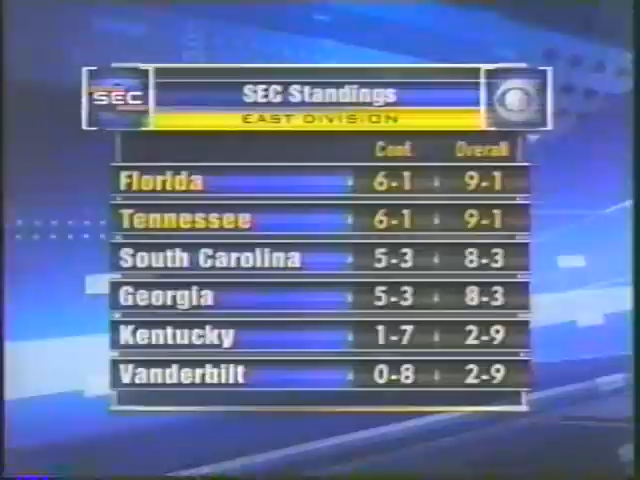 SEC
SEC Standings
EAST DIVISION
Conf. Overall
Florida 6-1 9-1
Tennessee 6-1 9-1
South Carolina 5-3 8-3
Georgia 5-3 8-3
Kentucky 1-7 2-9
Vanderbilt 0-8 2-9